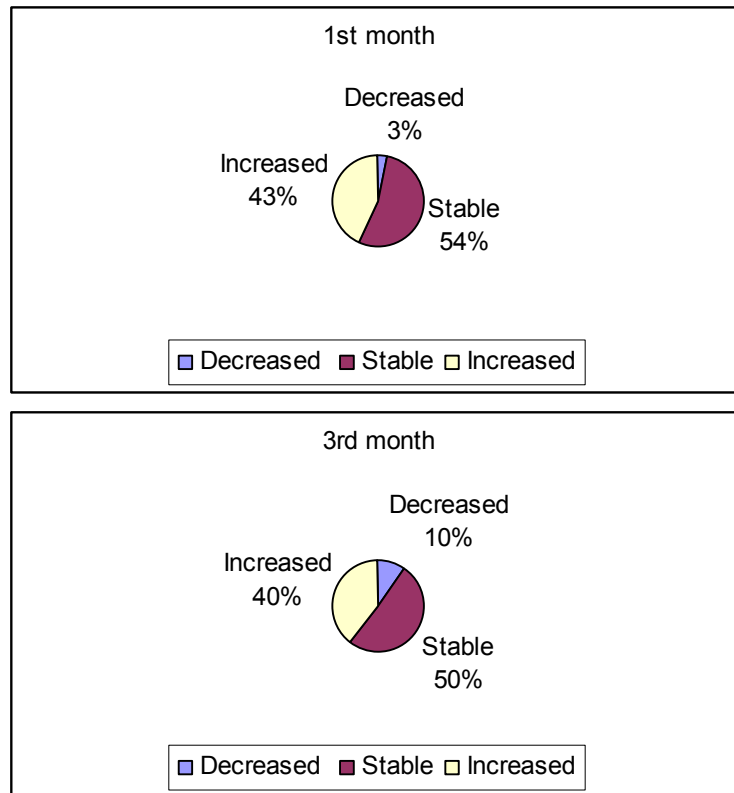 1st month
Decreased
3%
Increased
43%
Stable
54%
Decreased Stable Increased
3rd month
Decreased
10%
Increased
40%
Stable
50%
Decreased Stable Increased